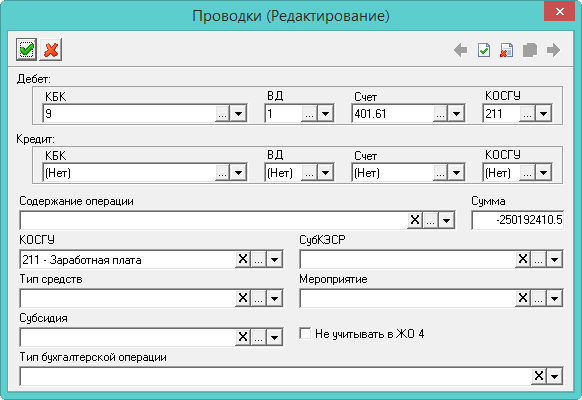 Проводки (Редактирование)
Дебет:
КБК ВД Счет КОСГУ
9 ... 1 ... 401.61 ... 211 ...
Кредит:
КБК ВД Счет КОСГУ
(Нет) ... (Нет) ... (Нет) ... (Нет) ...
Содержание операции Сумма
X ... -250192410.5
КОСГУ СубКЭСР
211 - Заработная плата X ... X ...
Тип средств Мероприятие
X ... X ...
Субсидия
X ... Не учитывать в ЖО 4
Тип бухгалтерской операции
X